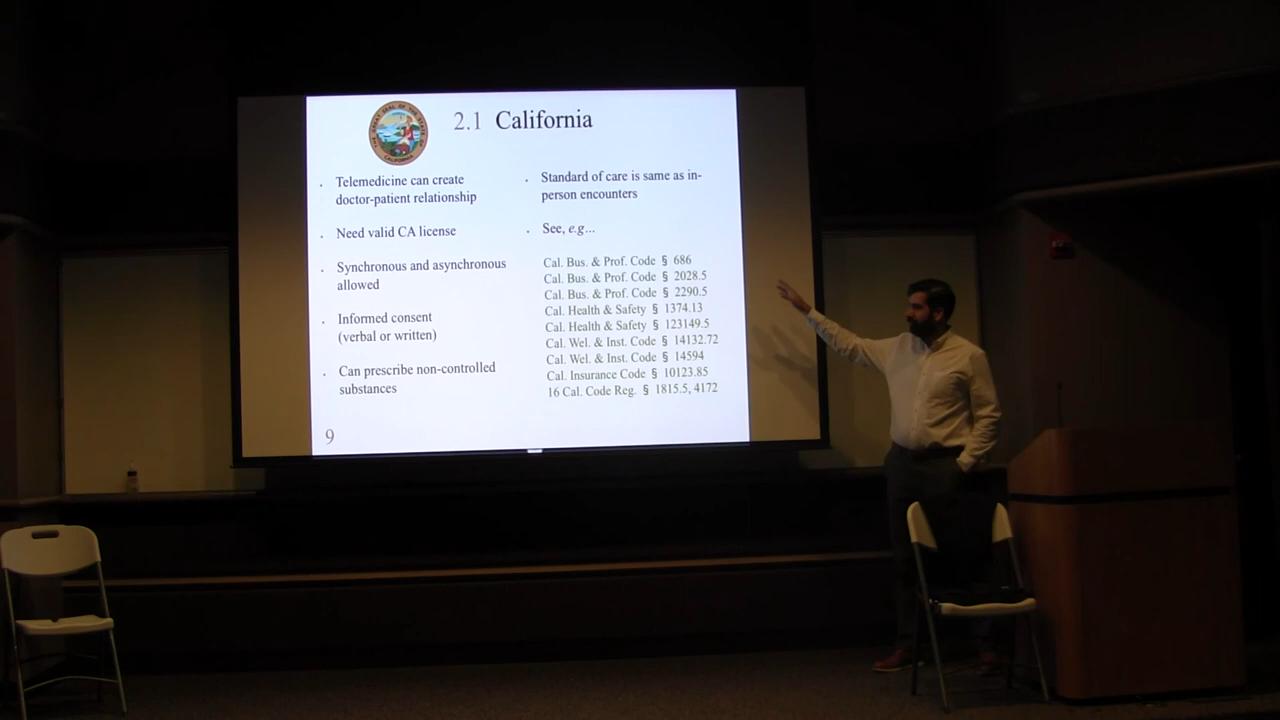 2.1 California
Telemedicine can create
doctor-patient relationship
Need valid CA license
Synchronous and asynchronous
allowed
Informed consent
(verbal or written)
Can prescribe non-controlled
substances
Standard of care is same as in-
person encounters
See, e.g...
Cal. Bus. & Prof. Code § 686
Cal. Bus. & Prof. Code § 2028.5
Cal. Bus. & Prof. Code § 2290.5
Cal. Health & Safety § 1374.13
Cal. Health & Safety § 123149.5
Cal. Wel. & Inst. Code § 14132.72
Cal. Wel. & Inst. Code § 14594
Cal. Insurance Code § 10123.85
16 Cal. Code Reg. § 1815.5, 4172
9